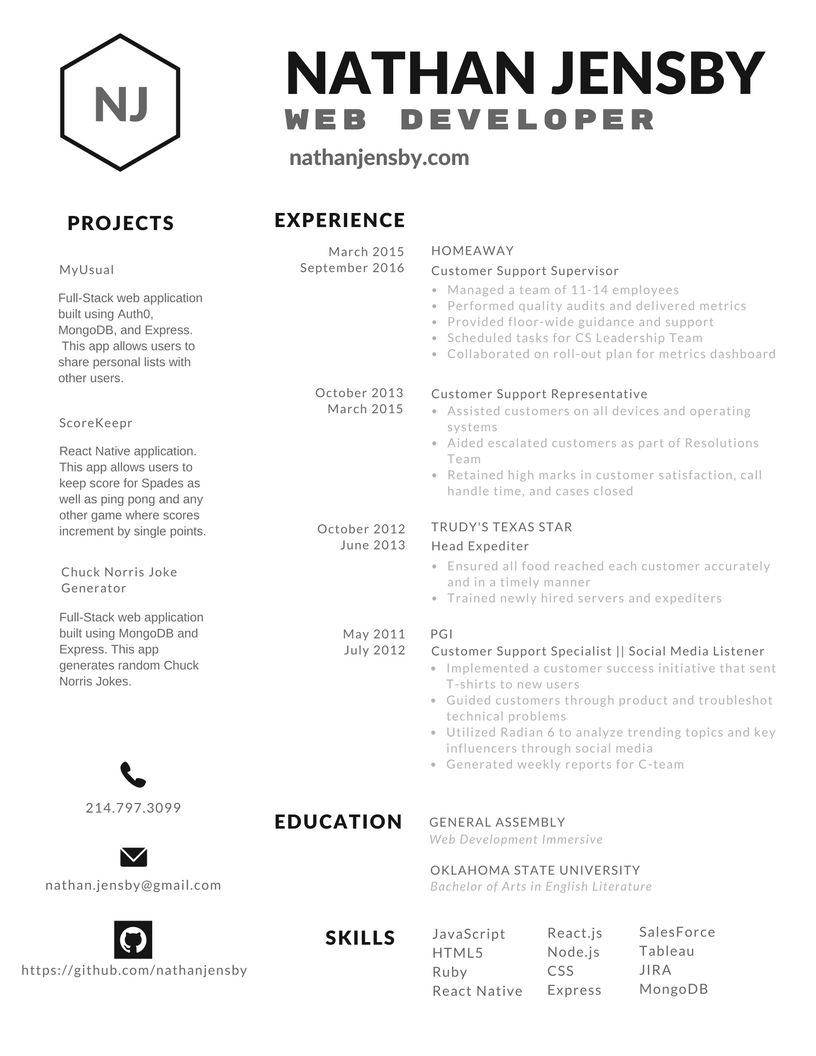 NJ
NATHAN JENSBY
WEB DEVELOPER
nathanjensby.com
PROJECTS
MyUsual
Full-Stack web application
built using Auth0,
MongoDB, and Express.
This app allows users to
share personal lists with
other users.
ScoreKeepr
React Native application.
This app allows users to
keep score for Spades as
well as ping pong and any
other game where scores
increment by single points.
Chuck Norris Joke
Generator
Full-Stack web application
built using MongoDB and
Express. This app
generates random Chuck
Norris Jokes.
214.797.3099
nathan.jensby@gmail.com
https://github.com/nathanjensby
EXPERIENCE
March 2015
September 2016
HOMEAWAY
Customer Support Supervisor
• Managed a team of 11-14 employees
• Performed quality audits and delivered metrics
• Provided floor-wide guidance and support
• Scheduled tasks for CS Leadership Team
• Collaborated on roll-out plan for metrics dashboard
October 2013
March 2015
Customer Support Representative
• Assisted customers on all devices and operating
systems
• Aided escalated customers as part of Resolutions
Team
• Retained high marks in customer satisfaction, call
handle time, and cases closed
October 2012
June 2013
TRUDY'S TEXAS STAR
Head Expediter
• Ensured all food reached each customer accurately
and in a timely manner
• Trained newly hired servers and expediters
May 2011
July 2012
PGI
Customer Support Specialist || Social Media Listener
• Implemented a customer success initiative that sent
T-shirts to new users
• Guided customers through product and troubleshot
technical problems
• Utilized Radian 6 to analyze trending topics and key
influencers through social media
• Generated weekly reports for C-team
EDUCATION
GENERAL ASSEMBLY
Web Development Immersive
OKLAHOMA STATE UNIVERSITY
Bachelor of Arts in English Literature
SKILLS
JavaScript
HTML5
Ruby
React Native
React.js
Node.js
CSS
Express
SalesForce
Tableau
JIRA
MongoDB